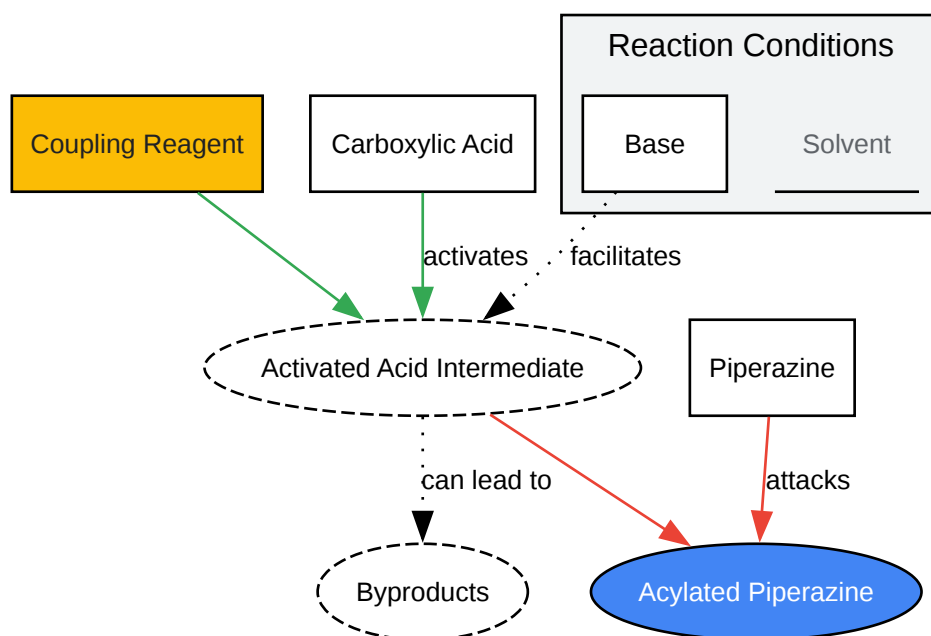 Reaction Conditions
Coupling Reagent
Carboxylic Acid
Base
Solvent
activates
facilitates
Activated Acid Intermediate
Piperazine
can lead to
attacks
Byproducts
Acylated Piperazine